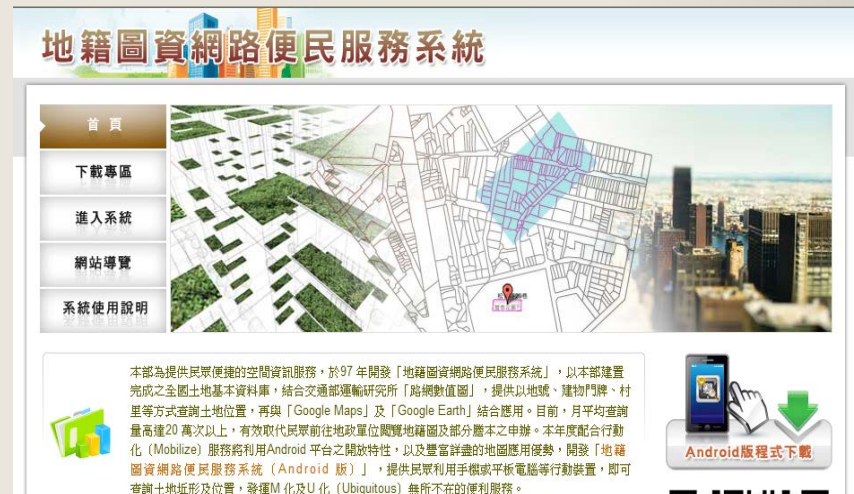 地籍圖資網路便民服務系統
首頁
下載專區
進入系統
網站導覽
系統使用說明
本部為提供民眾便捷的空間資訊服務，於97 年開發「地籍圖資網路便民服務系統」，以本部建置
完成之全國土地基本資料庫，結合交通部運輸研究所「路網數值圖」，提供以地號、建物門牌、村
里等方式查詢土地位置，再與「Google Maps」及「Google Earth」結合應用。目前，月平均查詢
量高達20 萬次以上，有效取代民眾前往地政單位閱覽地籍圖及部分謄本之申辦。本年度配合行動
化（Mobilize）服務將利用Android 平台之開放特性，以及豐富詳盡的地圖應用優勢，開發「地籍
圖資網路便民服務系統（Android 版）」，提供民眾利用手機或平板電腦等行動裝置，即可
查詢土地坵形及位置，發揮M 化及U 化（Ubiquitous）無所不在的便利服務。
Android版程式下載